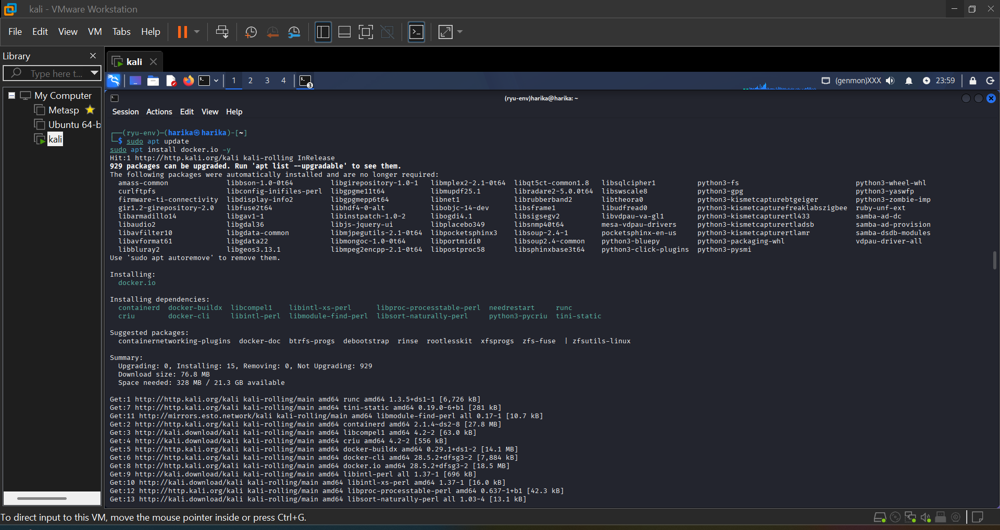 kali - VMware Workstation
File Edit View VM Tabs Help
Library
kali
Type here t...
1 2 3 4 3 (genmon)XXX 23:59
My Computer
Metasp
Ubuntu 64-b
kali
(ryu-env)harika@harika: ~
Session Actions Edit View Help
┌──(ryu-env)─(harika㉿harika)-[~]
└─$ sudo apt update
sudo apt install docker.io -y
Hit:1 http://http.kali.org/kali kali-rolling InRelease
929 packages can be upgraded. Run 'apt list --upgradable' to see them.
The following packages were automatically installed and are no longer required:
amass-common libbson-1.0-0t64 libgirepository-1.0-1 libmplex2-2.1-0t64 libqt5ct-common1.8 libsqlcipher1 python3-fs python3-wheel-whl
curlftpfs libconfig-inifiles-perl libgpgme11t64 libmupdf25.1 libradare2-5.0.0t64 libswscale8 python3-gpg python3-yaswfp
firmware-ti-connectivity libdisplay-info2 libgpgmepp6t64 libnet1 librubberband2 libtheora0 python3-kismetcapturebtgeiger python3-zombie-imp
gir1.2-girepository-2.0 libfuse2t64 libhdf4-0-alt libobjc-14-dev libsframe1 libudfread0 python3-kismetcapturefreaklabszigbee ruby-unf-ext
libarmadillo14 libgav1-1 libinstpatch-1.0-2 libogdi4.1 libsigsegv2 libvdpau-va-gl1 python3-kismetcapturertl433 samba-ad-dc
libaudio2 libgdal36 libjs-jquery-ui libplacebo349 libsnmp40t64 mesa-vdpau-drivers python3-kismetcapturertladsb samba-ad-provision
libavfilter10 libgdata-common libmjpegutils-2.1-0t64 libpocketsphinx3 libsoup-2.4-1 pocketsphinx-en-us python3-kismetcapturertlamr samba-dsdb-modules
libavformat61 libgdata22 libmongoc-1.0-0t64 libportmidi0 libsoup2.4-common python3-bluepy python3-packaging-whl vdpau-driver-all
libbluray2 libgeos3.13.1 libmpeg2encpp-2.1-0t64 libpostproc58 libsphinxbase3t64 python3-click-plugins python3-pysmi
Use 'sudo apt autoremove' to remove them.
Installing:
docker.io
Installing dependencies:
containerd docker-buildx libcompel1 libintl-xs-perl libproc-processtable-perl needrestart runc
criu docker-cli libintl-perl libmodule-find-perl libsort-naturally-perl python3-pycriu tini-static
Suggested packages:
containernetworking-plugins docker-doc btrfs-progs debootstrap rinse rootlesskit xfsprogs zfs-fuse | zfsutils-linux
Summary:
Upgrading: 0, Installing: 15, Removing: 0, Not Upgrading: 929
Download size: 76.8 MB
Space needed: 328 MB / 21.3 GB available
Get:1 http://http.kali.org/kali kali-rolling/main amd64 runc amd64 1.3.5+ds1-1 [6,726 kB]
Get:7 http://http.kali.org/kali kali-rolling/main amd64 tini-static amd64 0.19.0-6+b1 [281 kB]
Get:11 http://mirrors.esto.network/kali kali-rolling/main amd64 libmodule-find-perl all 0.17-1 [10.7 kB]
Get:2 http://http.kali.org/kali kali-rolling/main amd64 containerd amd64 2.1.4~ds2-8 [27.8 MB]
Get:3 http://kali.download/kali kali-rolling/main amd64 libcompel1 amd64 4.2-2 [63.0 kB]
Get:4 http://kali.download/kali kali-rolling/main amd64 criu amd64 4.2-2 [556 kB]
Get:5 http://http.kali.org/kali kali-rolling/main amd64 docker-buildx amd64 0.29.1+ds1-2 [14.1 MB]
Get:6 http://http.kali.org/kali kali-rolling/main amd64 docker-cli amd64 28.5.2+dfsg3-2 [7,884 kB]
Get:8 http://http.kali.org/kali kali-rolling/main amd64 docker.io amd64 28.5.2+dfsg3-2 [18.5 MB]
Get:9 http://kali.download/kali kali-rolling/main amd64 libintl-perl all 1.37-1 [696 kB]
Get:10 http://kali.download/kali kali-rolling/main amd64 libintl-xs-perl amd64 1.37-1 [16.0 kB]
Get:12 http://http.kali.org/kali kali-rolling/main amd64 libproc-processtable-perl amd64 0.637-1+b1 [42.3 kB]
Get:13 http://kali.download/kali kali-rolling/main amd64 libsort-naturally-perl all 1.03-4 [13.1 kB]
To direct input to this VM, move the mouse pointer inside or press Ctrl+G.